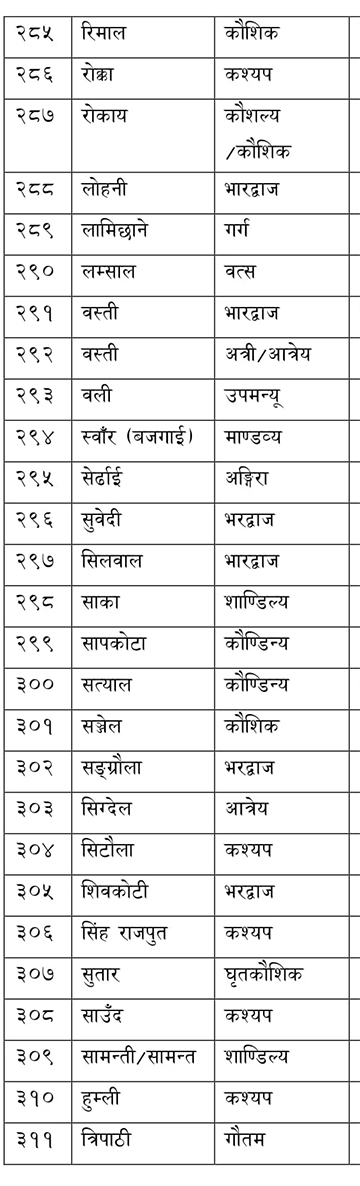 २८५ रिमाल कौशिक
२८६ रोक्का कश्यप
२८७ रोकाय कौशल्य
/कौशिक
२८८ लोहनी भारद्वाज
२८९ लामिछाने गर्ग
२९० लम्साल वत्स
२९१ वस्ती भारद्वाज
२९२ वस्ती अत्री/आत्रेय
२९३ वली उपमन्यू
२९४ स्वाँर (बजगाई) माण्डव्य
२९५ सेर्ढाई अङ्गिरा
२९६ सुवेदी भरद्वाज
२९७ सिलवाल भारद्वाज
२९८ साका शाण्डिल्य
२९९ सापकोटा कौण्डिन्य
३०० सत्याल कौण्डिन्य
३०१ सञ्जेल कौशिक
३०२ सङ्ग्रौला भरद्वाज
३०३ सिग्देल आत्रेय
३०४ सिटौला कश्यप
३०५ शिवकोटी भरद्वाज
३०६ सिंह राजपुत कश्यप
३०७ सुतार घृतकौशिक
३०८ साउँद कश्यप
३०९ सामन्ती/सामन्त शाण्डिल्य
३१० हुम्ली कश्यप
३११ त्रिपाठी गौतम